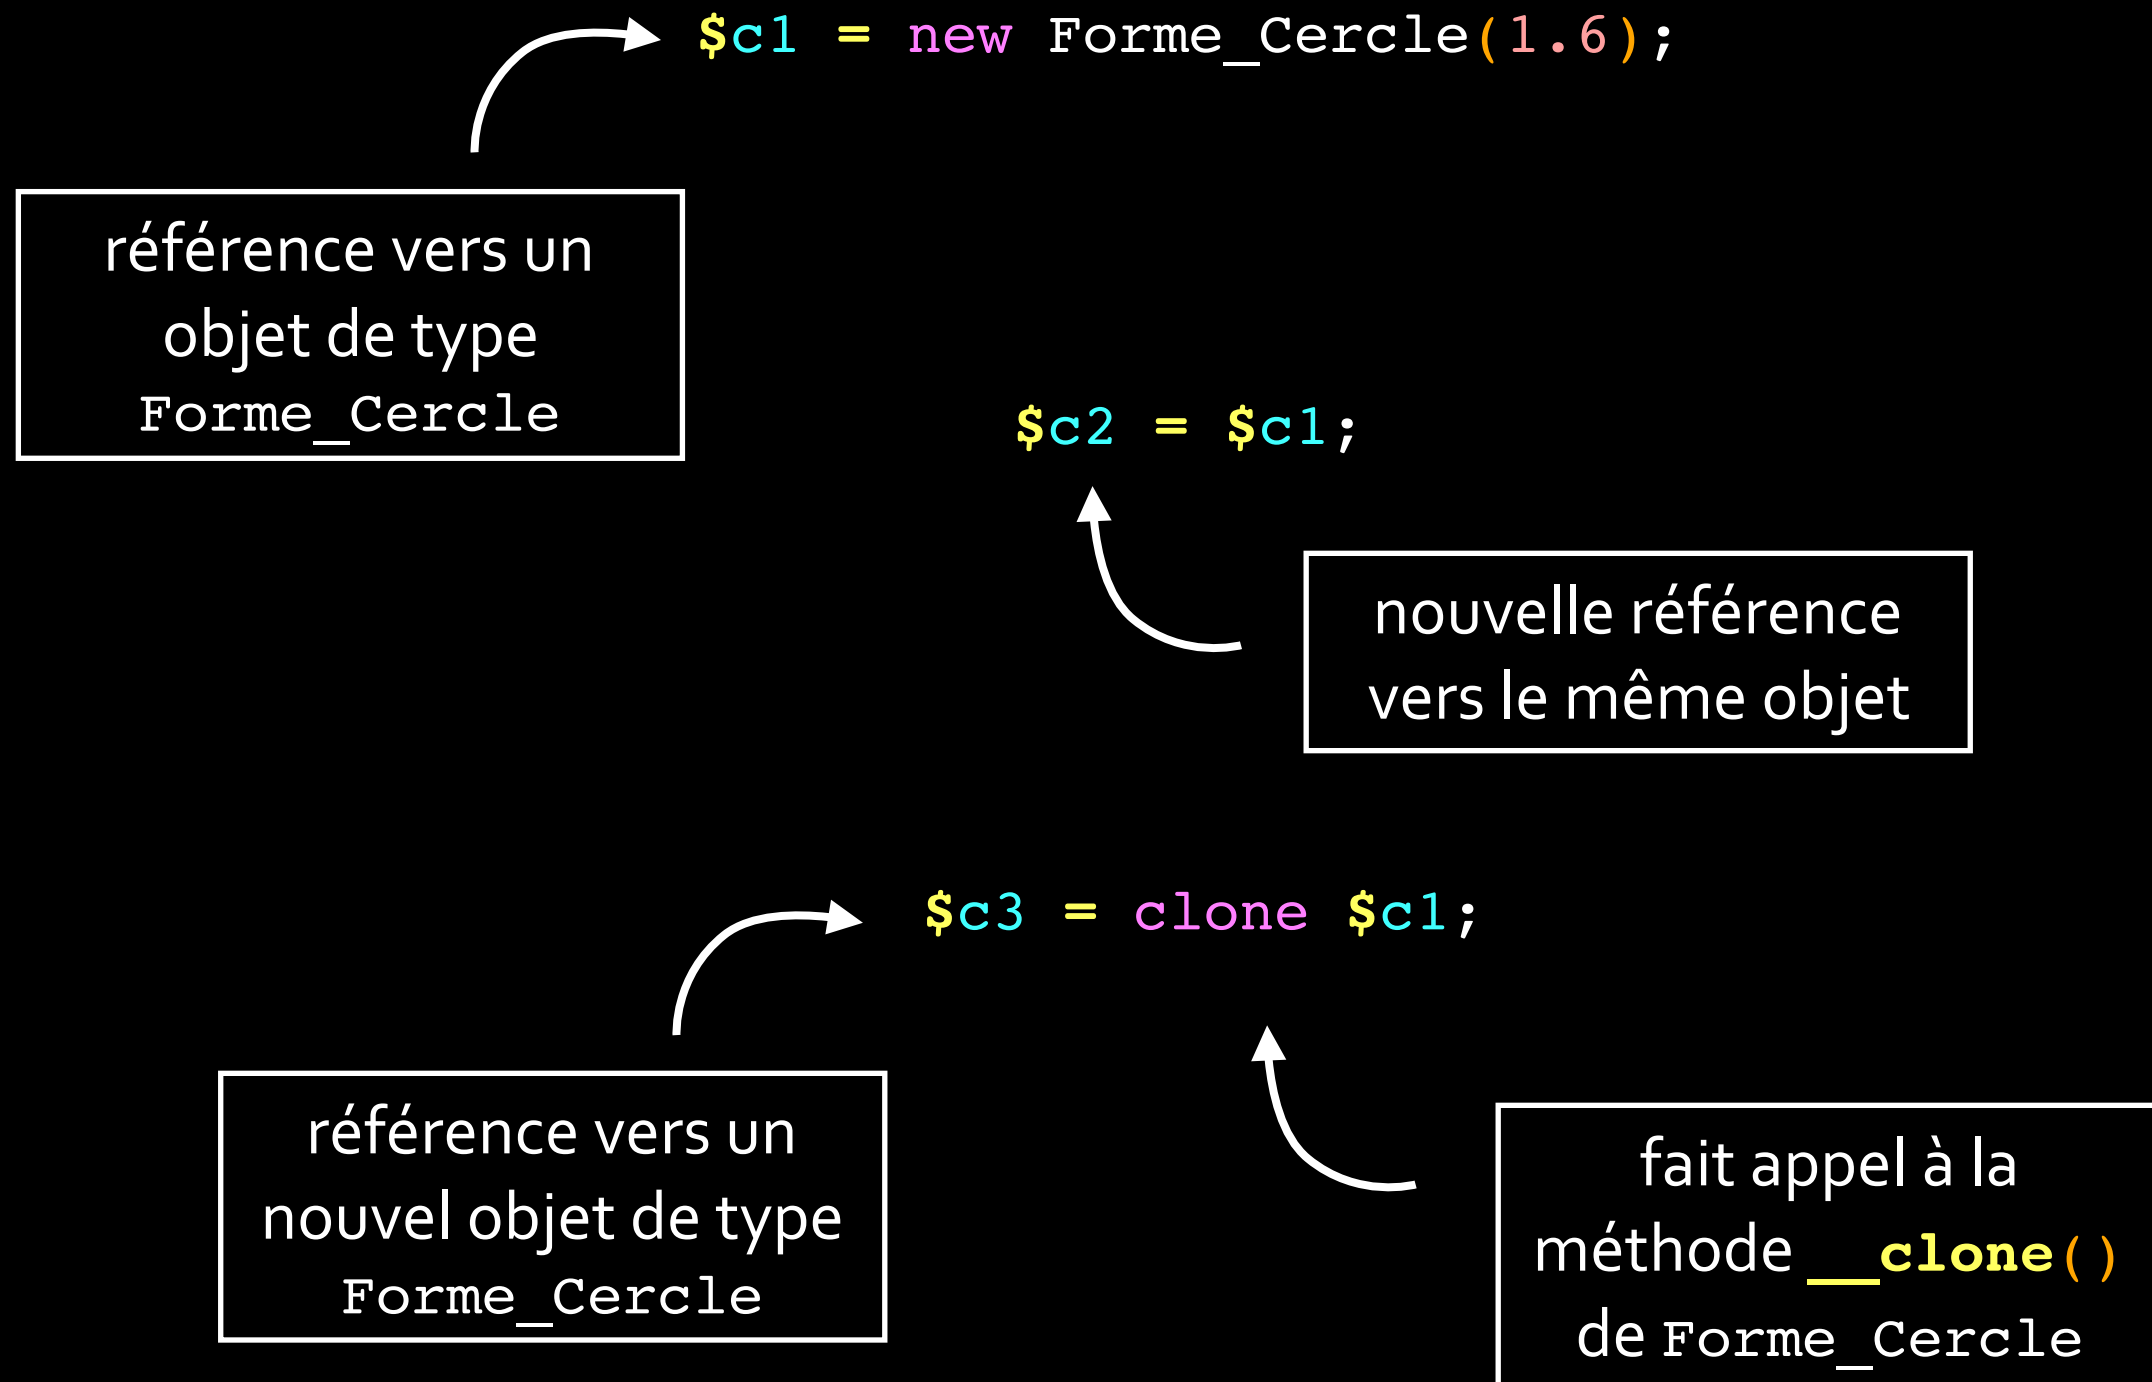 $c1 = new Forme_Cercle(1.6);
référence vers un
objet de type
Forme_Cercle
$c2 = $c1;
nouvelle référence
vers le même objet
$c3 = clone $c1;
référence vers un
nouvel objet de type
Forme_Cercle
fait appel à la
méthode __clone()
de Forme_Cercle